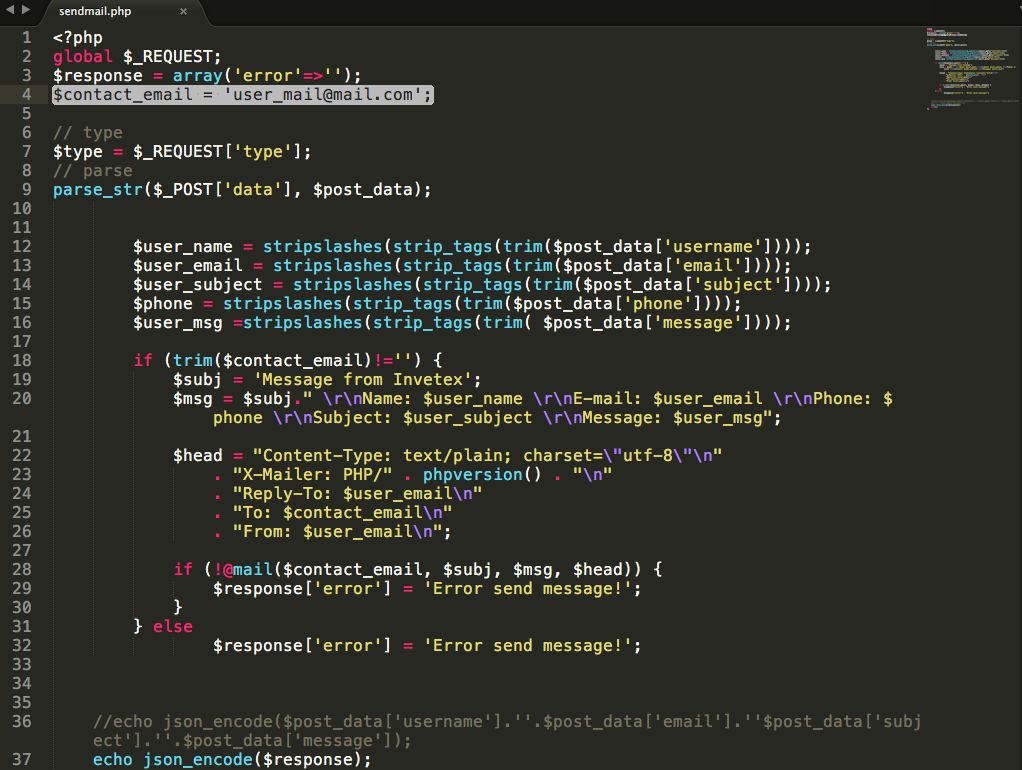 sendmail.php ×
1 <?php
2 global $_REQUEST;
3 $response = array('error'=>'');
4 $contact_email = 'user_mail@mail.com';
5
6 // type
7 $type = $_REQUEST['type'];
8 // parse
9 parse_str($_POST['data'], $post_data);
10
11
12 $user_name = stripslashes(strip_tags(trim($post_data['username'])));
13 $user_email = stripslashes(strip_tags(trim($post_data['email'])));
14 $user_subject = stripslashes(strip_tags(trim($post_data['subject'])));
15 $phone = stripslashes(strip_tags(trim($post_data['phone'])));
16 $user_msg =stripslashes(strip_tags(trim( $post_data['message'])));
17
18 if (trim($contact_email)!='') {
19 $subj = 'Message from Invetex';
20 $msg = $subj." \r\nName: $user_name \r\nE-mail: $user_email \r\nPhone: $
phone \r\nSubject: $user_subject \r\nMessage: $user_msg";
21
22 $head = "Content-Type: text/plain; charset=\"utf-8\"\n"
23 . "X-Mailer: PHP/" . phpversion() . "\n"
24 . "Reply-To: $user_email\n"
25 . "To: $contact_email\n"
26 . "From: $user_email\n";
27
28 if (!@mail($contact_email, $subj, $msg, $head)) {
29 $response['error'] = 'Error send message!';
30 }
31 } else
32 $response['error'] = 'Error send message!';
33
34
35
36 //echo json_encode($post_data['username'].''.$post_data['email'].''$post_data['subj
ect'].''.$post_data['message']);
37 echo json_encode($response);